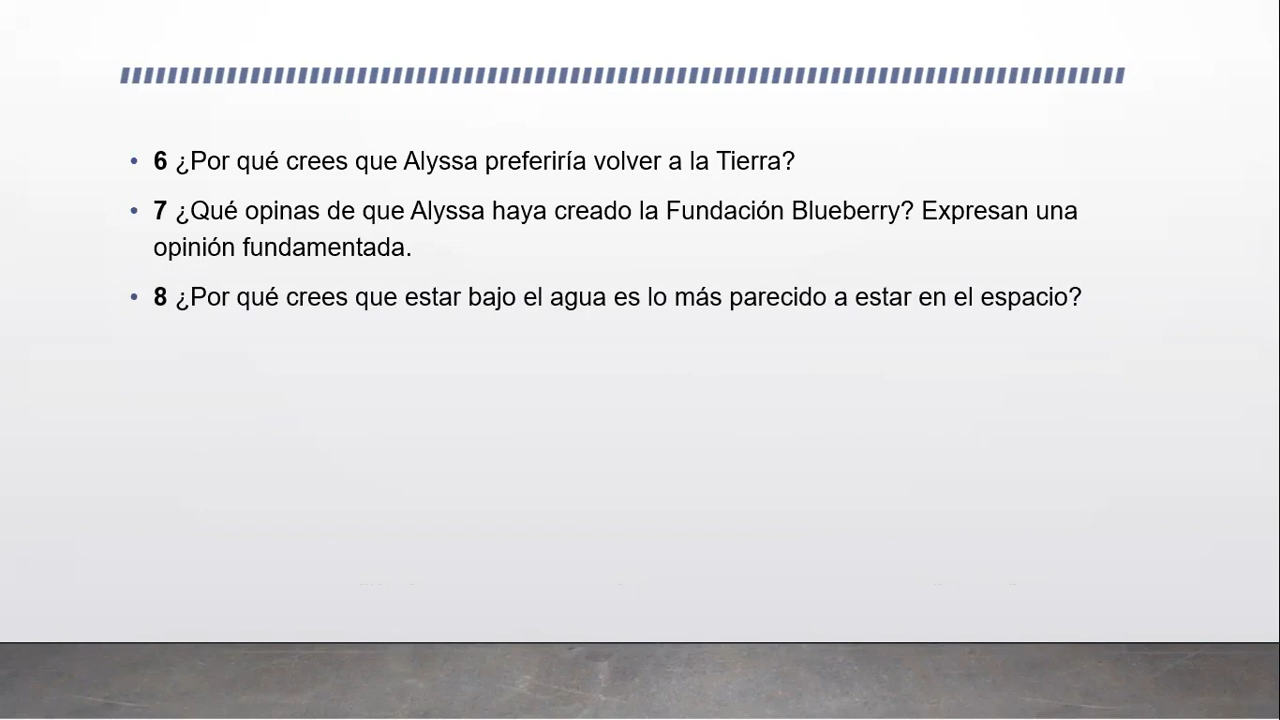 • 6 ¿Por qué crees que Alyssa preferiría volver a la Tierra?
• 7 ¿Qué opinas de que Alyssa haya creado la Fundación Blueberry? Expresan una
opinión fundamentada.
• 8 ¿Por qué crees que estar bajo el agua es lo más parecido a estar en el espacio?